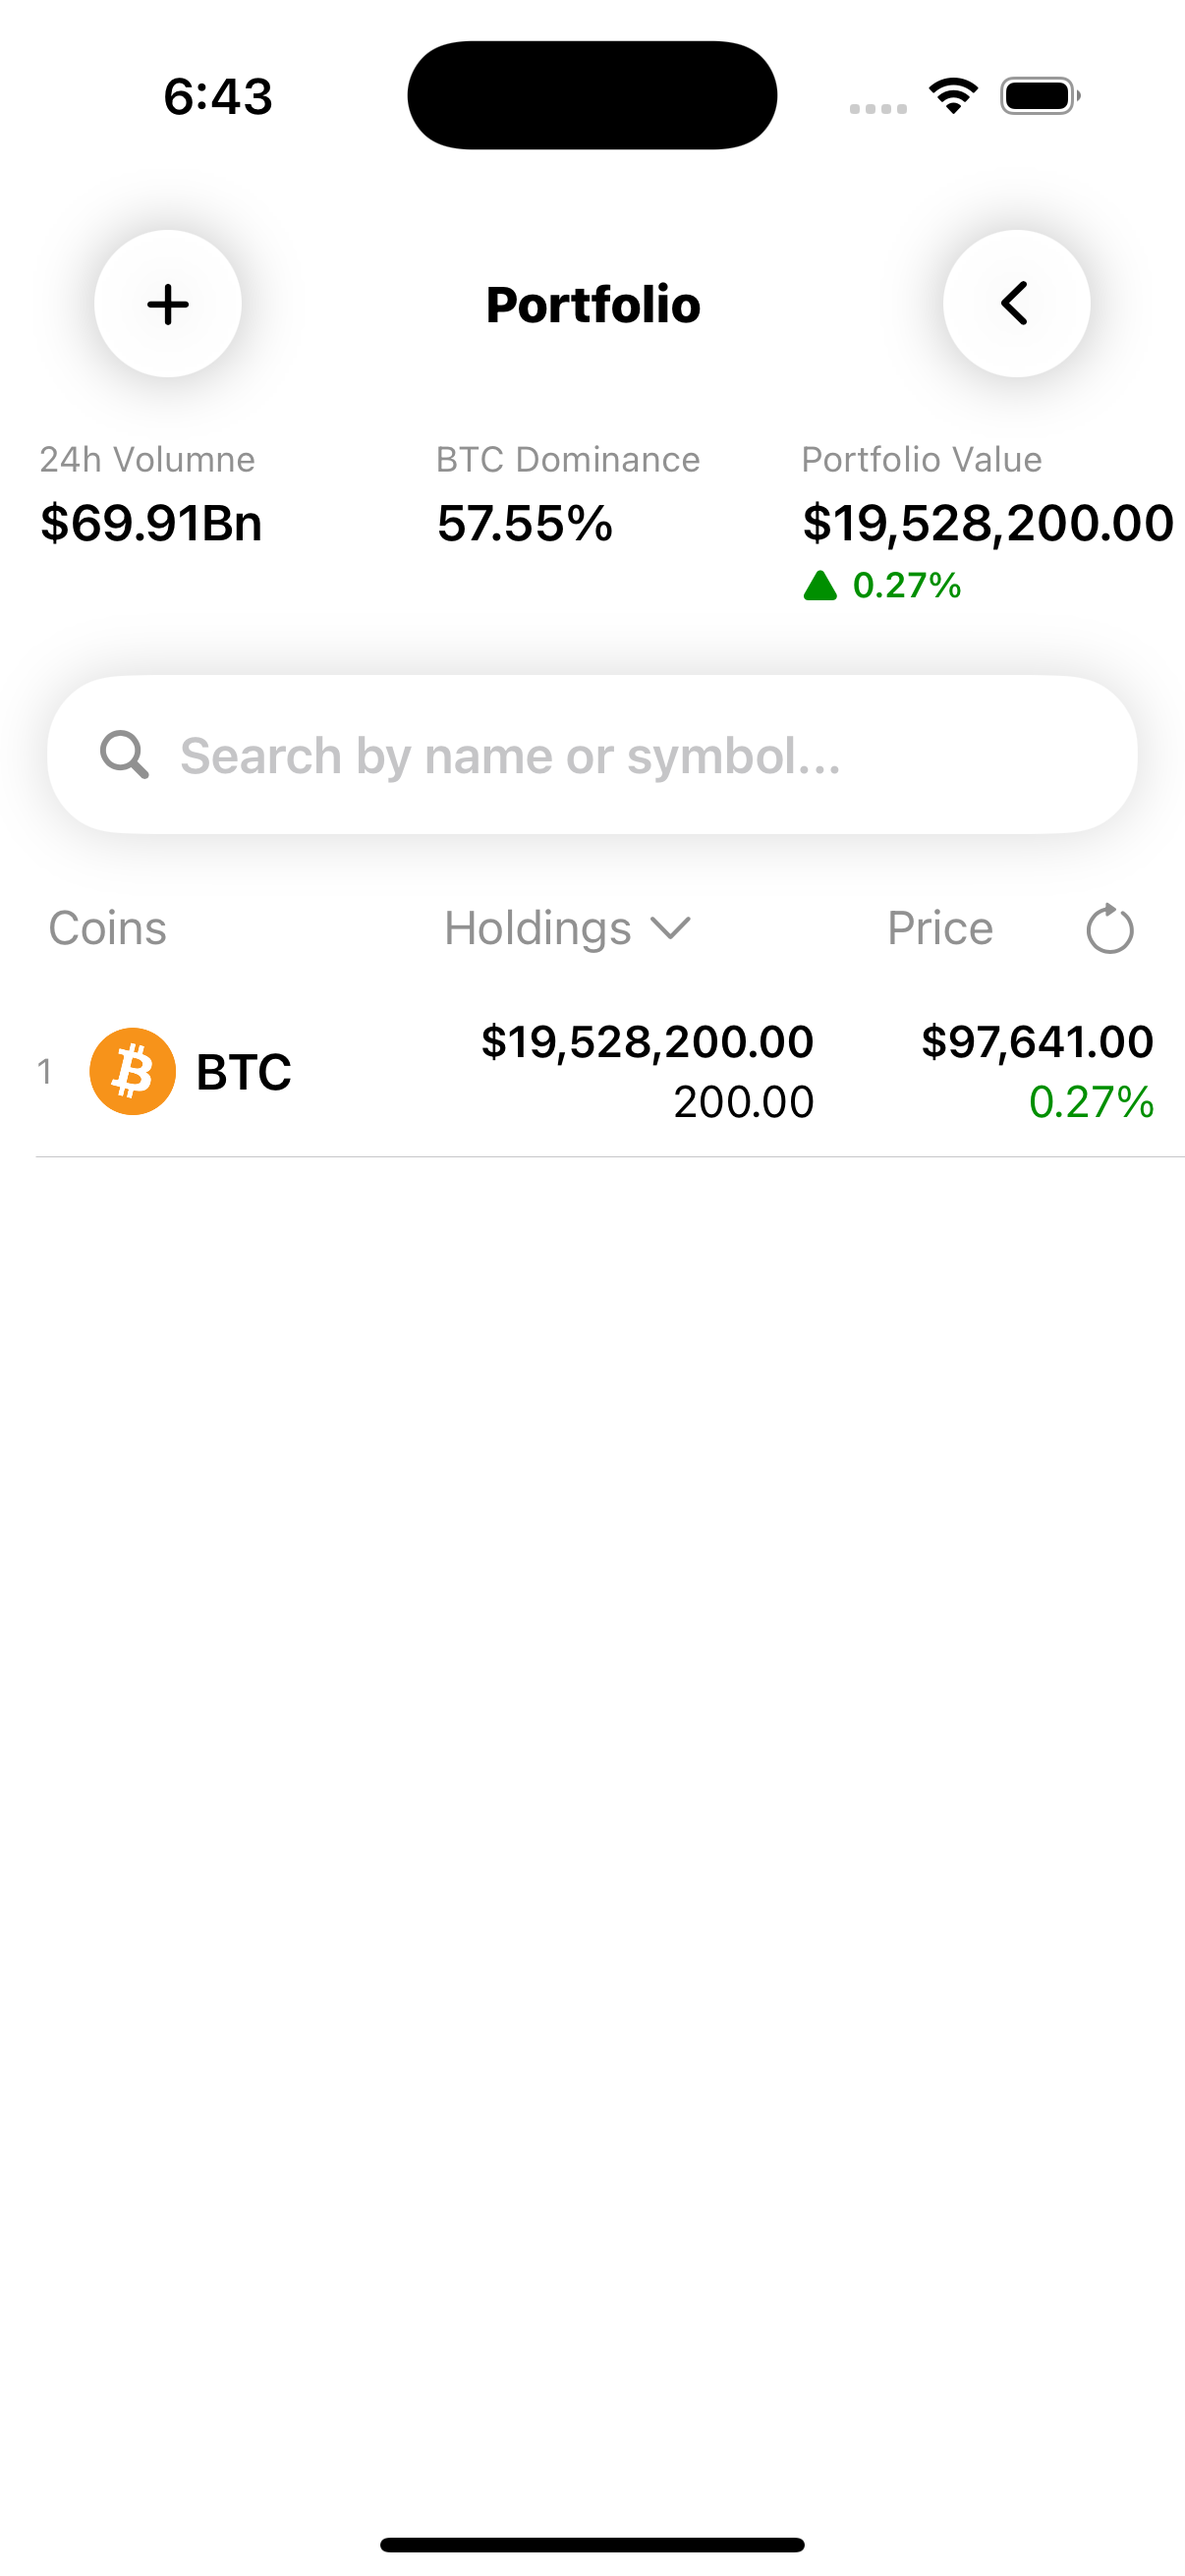 6:43
Portfolio
24h Volumne BTC Dominance Portfolio Value
$69.91Bn 57.55% $19,528,200.00
0.27%
Search by name or symbol...
Coins Holdings Price
1 BTC $19,528,200.00 $97,641.00
200.00 0.27%